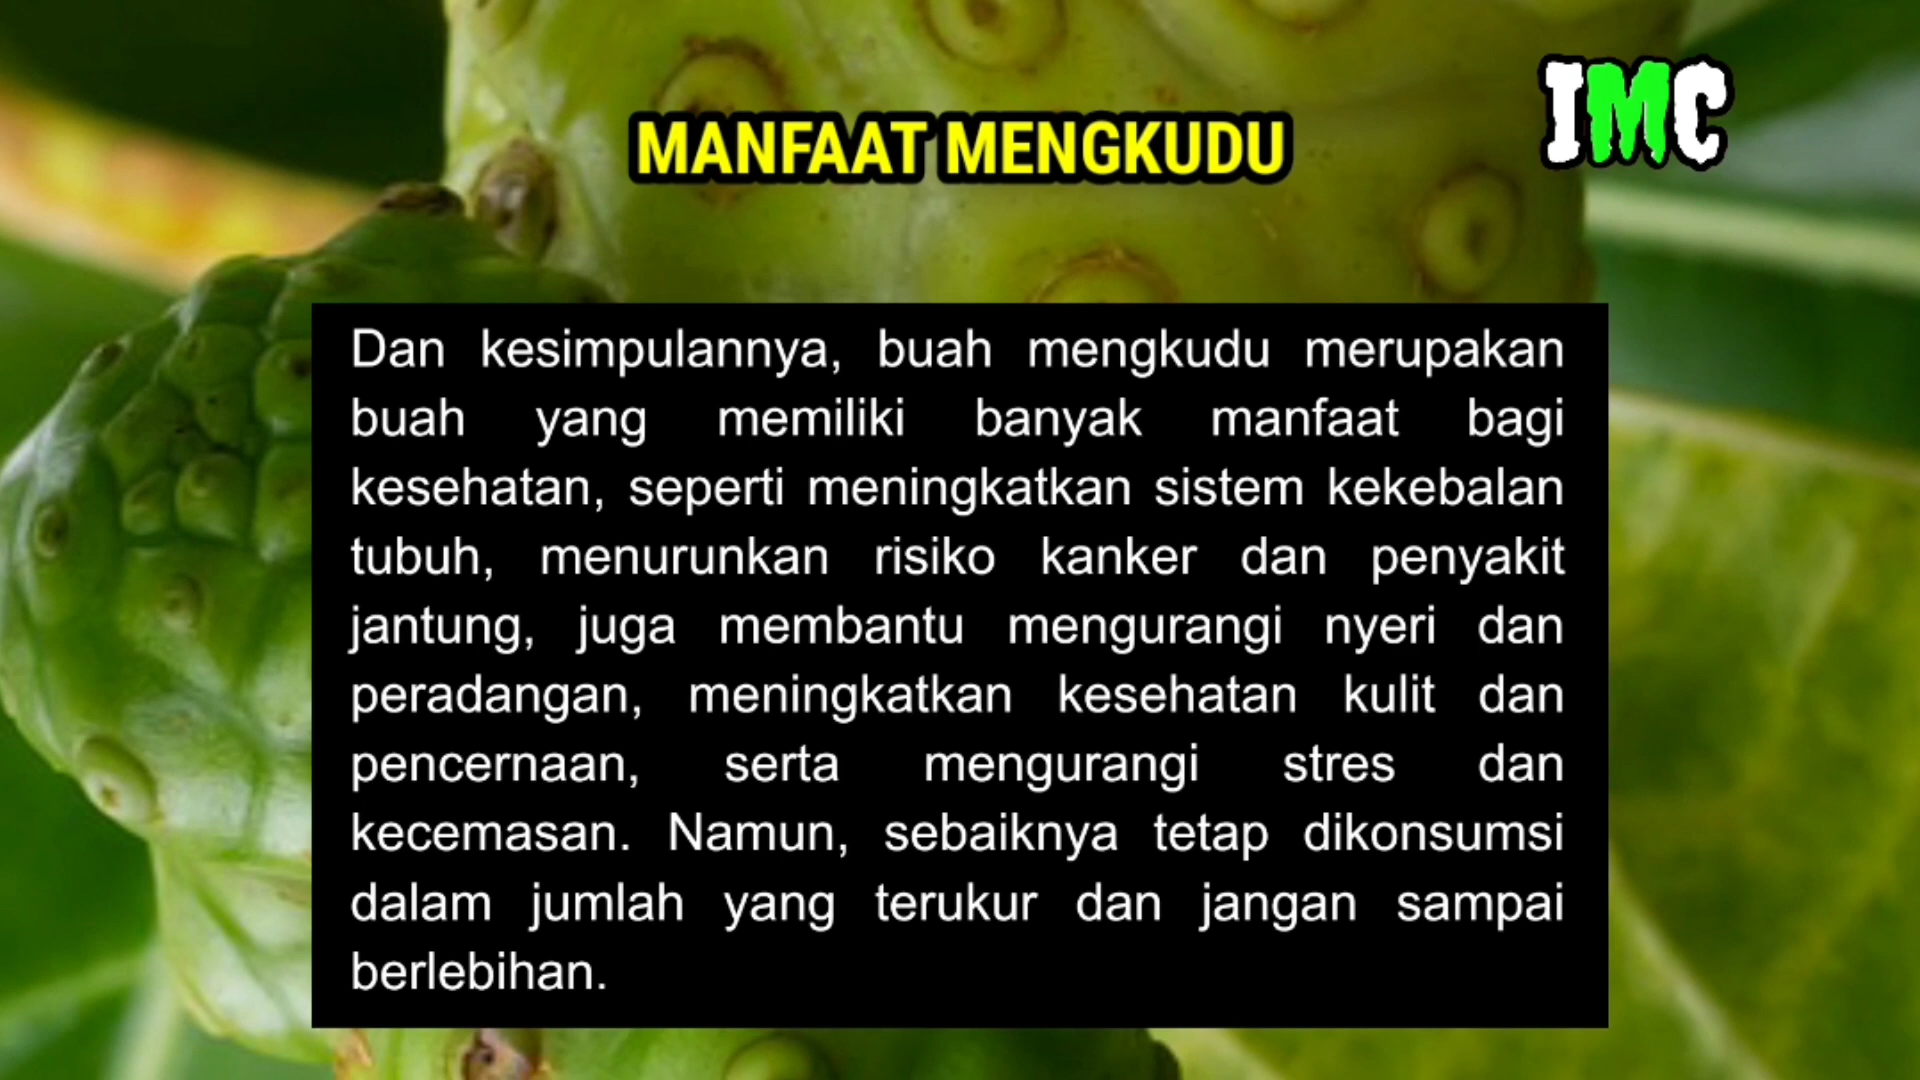 MANFAAT MENGKUDU
IMC
Dan kesimpulannya, buah mengkudu merupakan
buah yang memiliki banyak manfaat bagi
kesehatan, seperti meningkatkan sistem kekebalan
tubuh, menurunkan risiko kanker dan penyakit
jantung, juga membantu mengurangi nyeri dan
peradangan, meningkatkan kesehatan kulit dan
pencernaan, serta mengurangi stres dan
kecemasan. Namun, sebaiknya tetap dikonsumsi
dalam jumlah yang terukur dan jangan sampai
berlebihan.